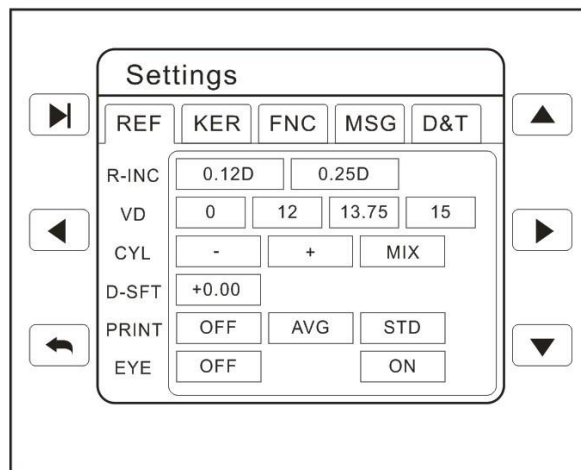 Settings
REF KER FNC MSG D&T
R-INC 0.12D 0.25D
VD 0 12 13.75 15
CYL - + MIX
D-SFT +0.00
PRINT OFF AVG STD
EYE OFF ON